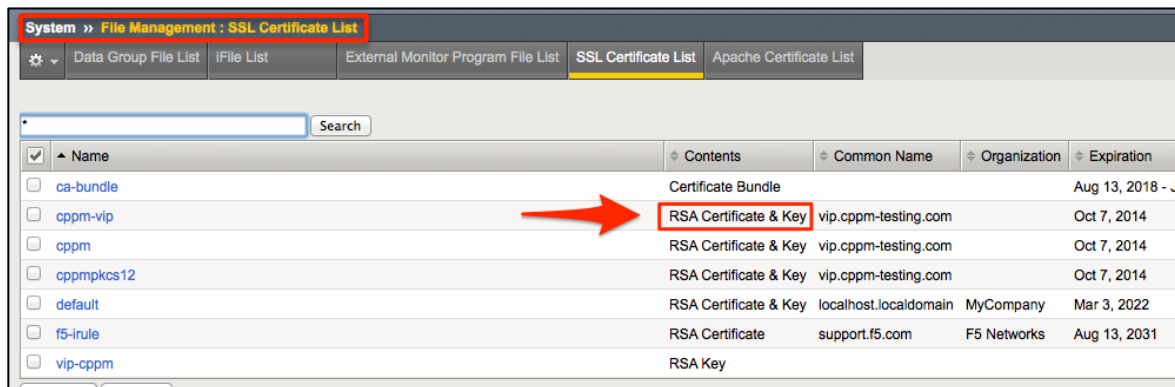 System » File Management : SSL Certificate List
Data Group File List iFile List External Monitor Program File List SSL Certificate List Apache Certificate List
* Search
Name Contents Common Name Organization Expiration
ca-bundle Certificate Bundle Aug 13, 2018 -
cppm-vip RSA Certificate & Key vip.cppm-testing.com Oct 7, 2014
cppm RSA Certificate & Key vip.cppm-testing.com Oct 7, 2014
cppmpkcs12 RSA Certificate & Key vip.cppm-testing.com Oct 7, 2014
default RSA Certificate & Key localhost.localdomain MyCompany Mar 3, 2022
f5-irule RSA Certificate support.f5.com F5 Networks Aug 13, 2031
vip-cppm RSA Key